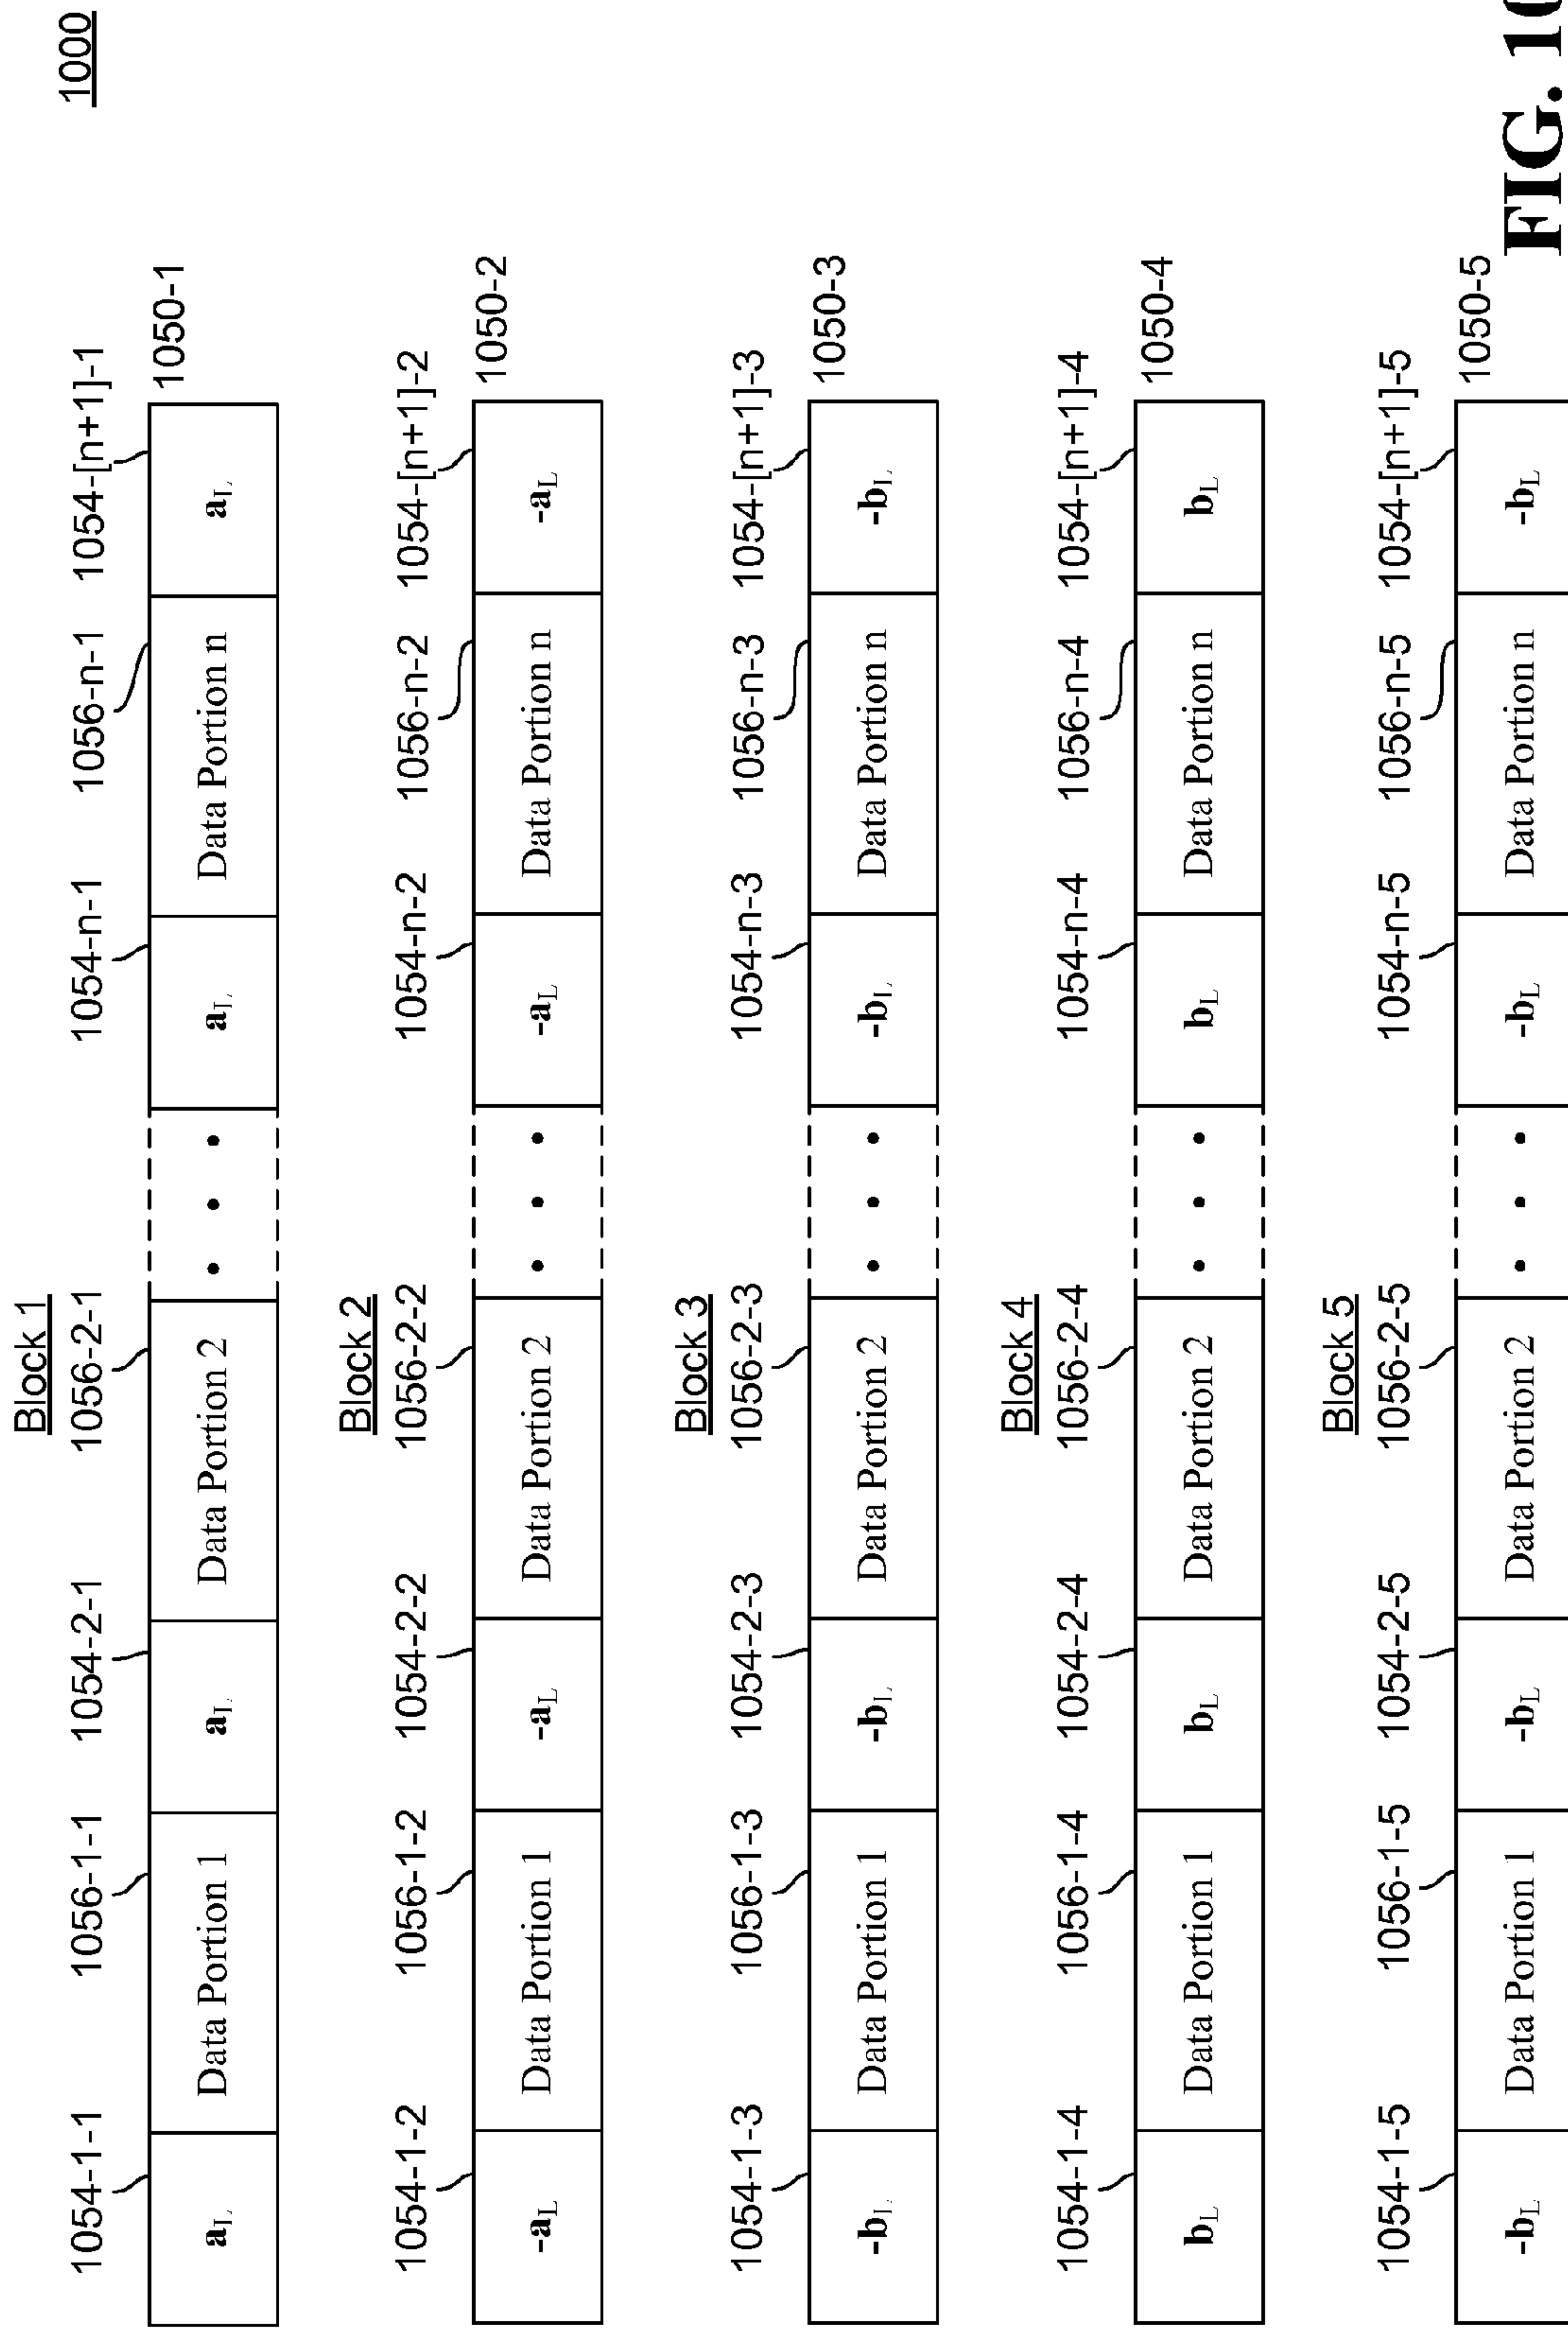 1000
Block 1
1054-1-1 1056-1-1 1054-2-1 1056-2-1 1054-n-1 1056-n-1 1054-[n+1]-1
a_L Data Portion 1 a_L Data Portion 2 • • • a_L Data Portion n a_L 1050-1
Block 2
1054-1-2 1056-1-2 1054-2-2 1056-2-2 1054-n-2 1056-n-2 1054-[n+1]-2
-a_L Data Portion 1 -a_L Data Portion 2 • • • -a_L Data Portion n -a_L 1050-2
Block 3
1054-1-3 1056-1-3 1054-2-3 1056-2-3 1054-n-3 1056-n-3 1054-[n+1]-3
-b_L Data Portion 1 -b_L Data Portion 2 • • • -b_L Data Portion n -b_L 1050-3
Block 4
1054-1-4 1056-1-4 1054-2-4 1056-2-4 1054-n-4 1056-n-4 1054-[n+1]-4
b_L Data Portion 1 b_L Data Portion 2 • • • b_L Data Portion n b_L 1050-4
Block 5
1054-1-5 1056-1-5 1054-2-5 1056-2-5 1054-n-5 1056-n-5 1054-[n+1]-5
-b_L Data Portion 1 -b_L Data Portion 2 • • • -b_L Data Portion n -b_L 1050-5
FIG. 10